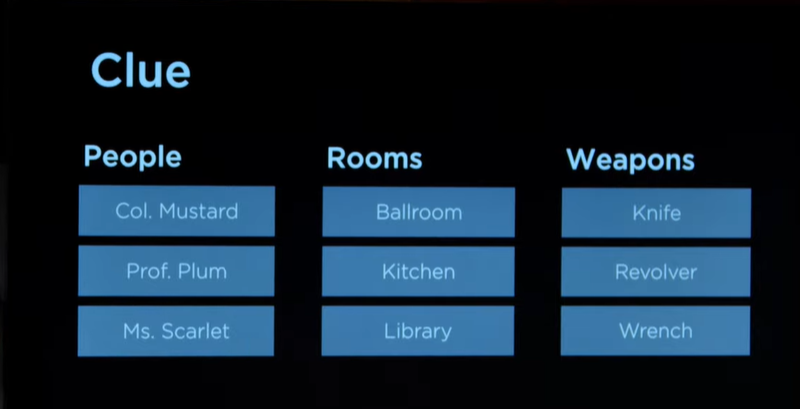 Clue
People Rooms Weapons
Col. Mustard Ballroom Knife
Prof. Plum Kitchen Revolver
Ms. Scarlet Library Wrench